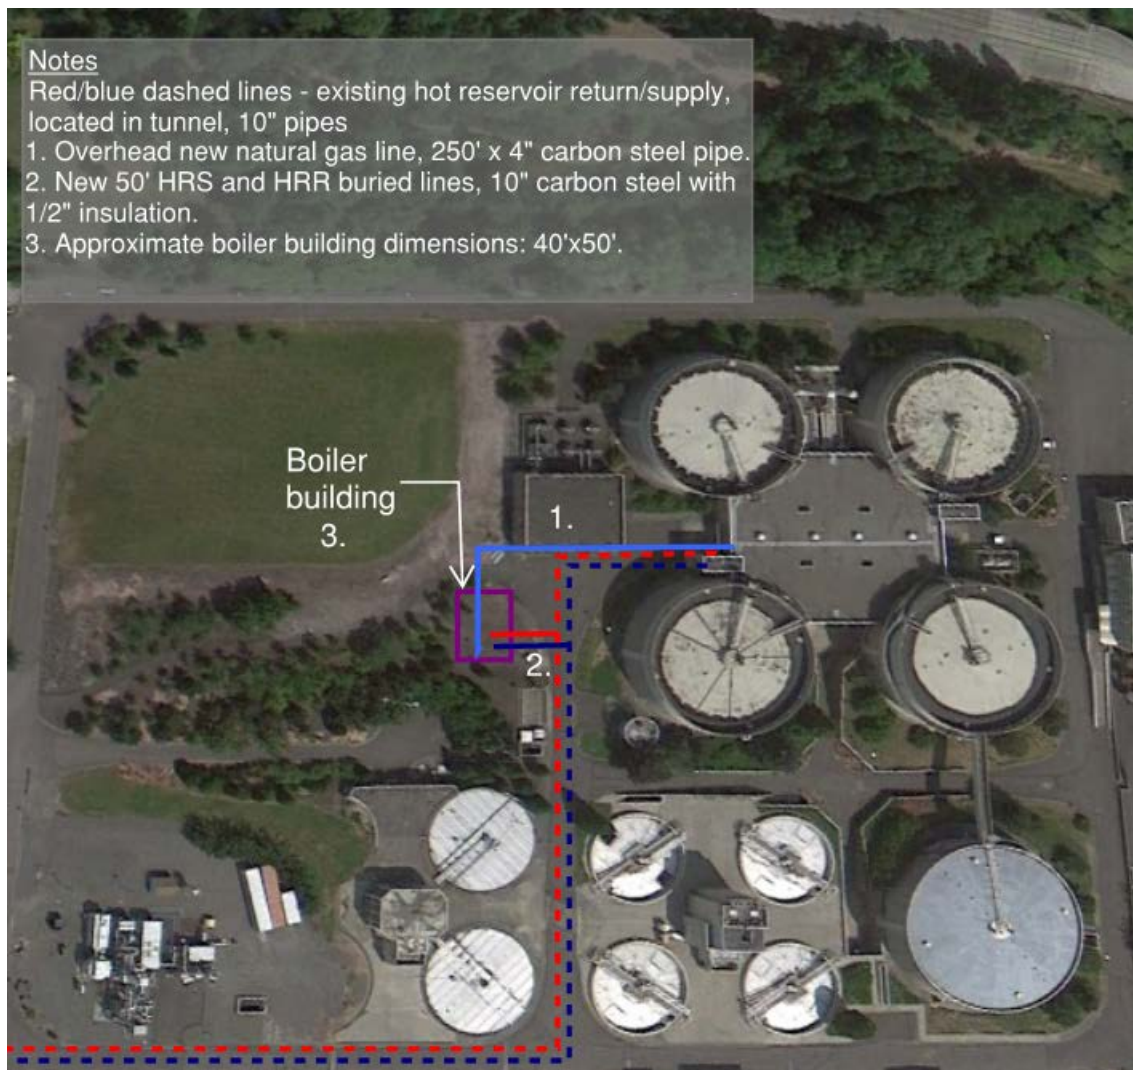 Notes
Red/blue dashed lines - existing hot reservoir return/supply,
located in tunnel, 10" pipes
1. Overhead new natural gas line, 250' x 4" carbon steel pipe.
2. New 50' HRS and HRR buried lines, 10" carbon steel with
1/2" insulation.
3. Approximate boiler building dimensions: 40'x50'.
Boiler
building
3.
1.
2.